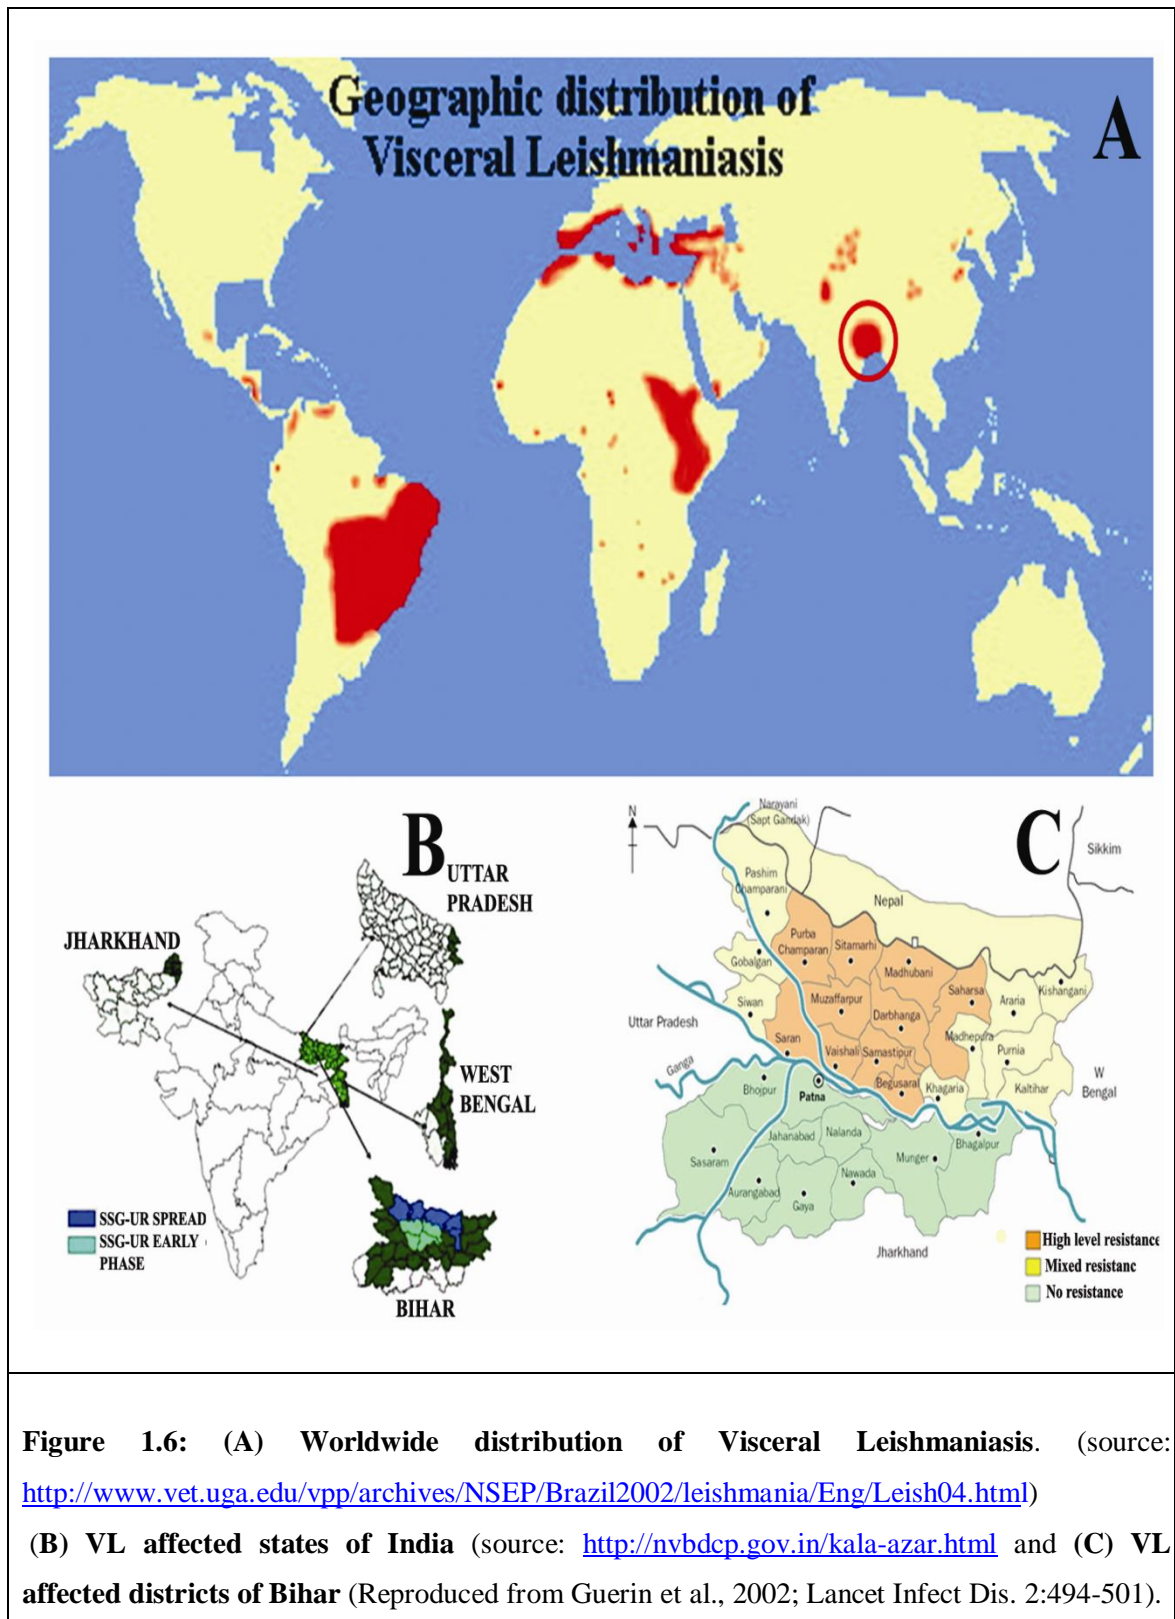 Geographic distribution of
Visceral Leishmaniasis
A
B
UTTAR
PRADESH
JHARKHAND
WEST
BENGAL
SSG-UR SPREAD
SSG-UR EARLY
PHASE
BIHAR
C
N
Narayani
(Sapt Gandak)
Sikkim
Pashim
Champarani
Nepal
Purba
Champaran
Sitamarhi
Gobalgan
Madhubani
Kishangani
Siwan
Muzaffarpur
Saharsa
Araria
Darbhanga
Uttar Pradesh
Saran
Madhepura
Purnia
Vaishali
Samastipur
W
Bengal
Ganga
Begusaral
Khagaria
Kaltihar
Bhojpur
Patna
Jahanabad
Nalanda
Bhagalpur
Sasaram
Munger
Nawada
Aurangabad
Gaya
Jharkhand
High level resistance
Mixed resistanc
No resistance
Figure 1.6: (A) Worldwide distribution of Visceral Leishmaniasis. (source:
http://www.vet.uga.edu/vpp/archives/NSEP/Brazil2002/leishmania/Eng/Leish04.html)
(B) VL affected states of India (source: http://nvbdcp.gov.in/kala-azar.html and (C) VL
affected districts of Bihar (Reproduced from Guerin et al., 2002; Lancet Infect Dis. 2:494-501).